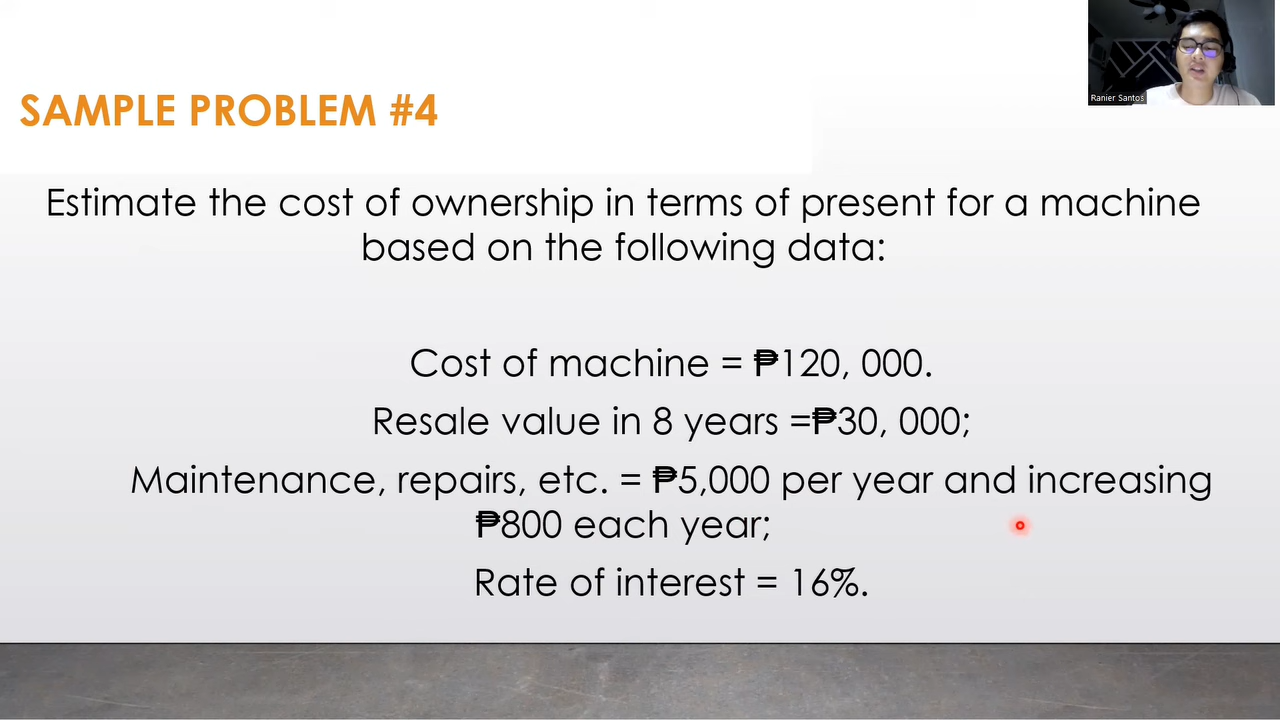 Ranier Santos
SAMPLE PROBLEM #4
Estimate the cost of ownership in terms of present for a machine
based on the following data:
Cost of machine = ₱120, 000.
Resale value in 8 years =₱30, 000;
Maintenance, repairs, etc. = ₱5,000 per year and increasing
₱800 each year;
Rate of interest = 16%.